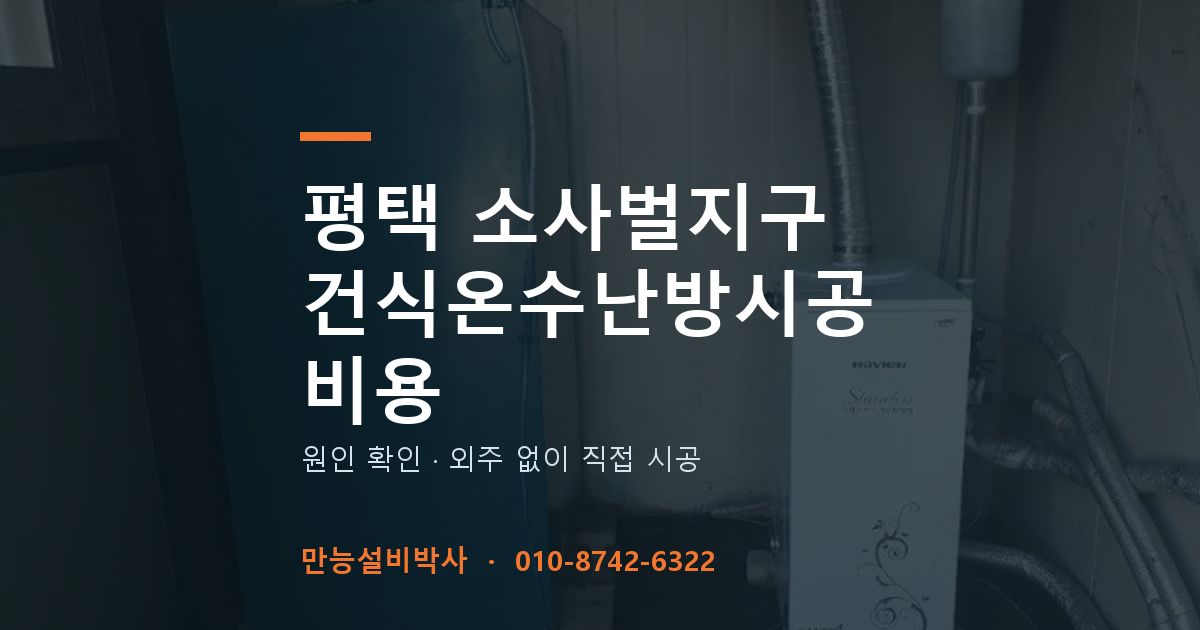 평택 소사벌지구
건식온수난방시공
비용
원인 확인 · 외주 없이 직접 시공
만능설비박사 · 010-8742-6322
NAVIEN
Stainless